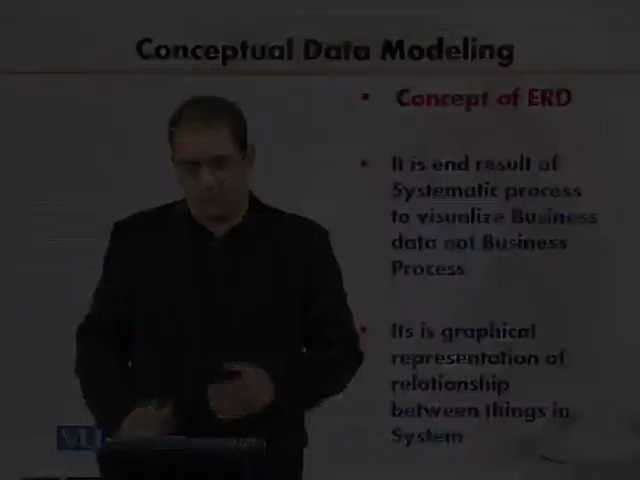 Conceptual Data Modeling
Concept of ERD
It is end result of
Systematic process
to visualize Business
data not Business
Process
Its is graphical
representation of
relationship
between things in
System